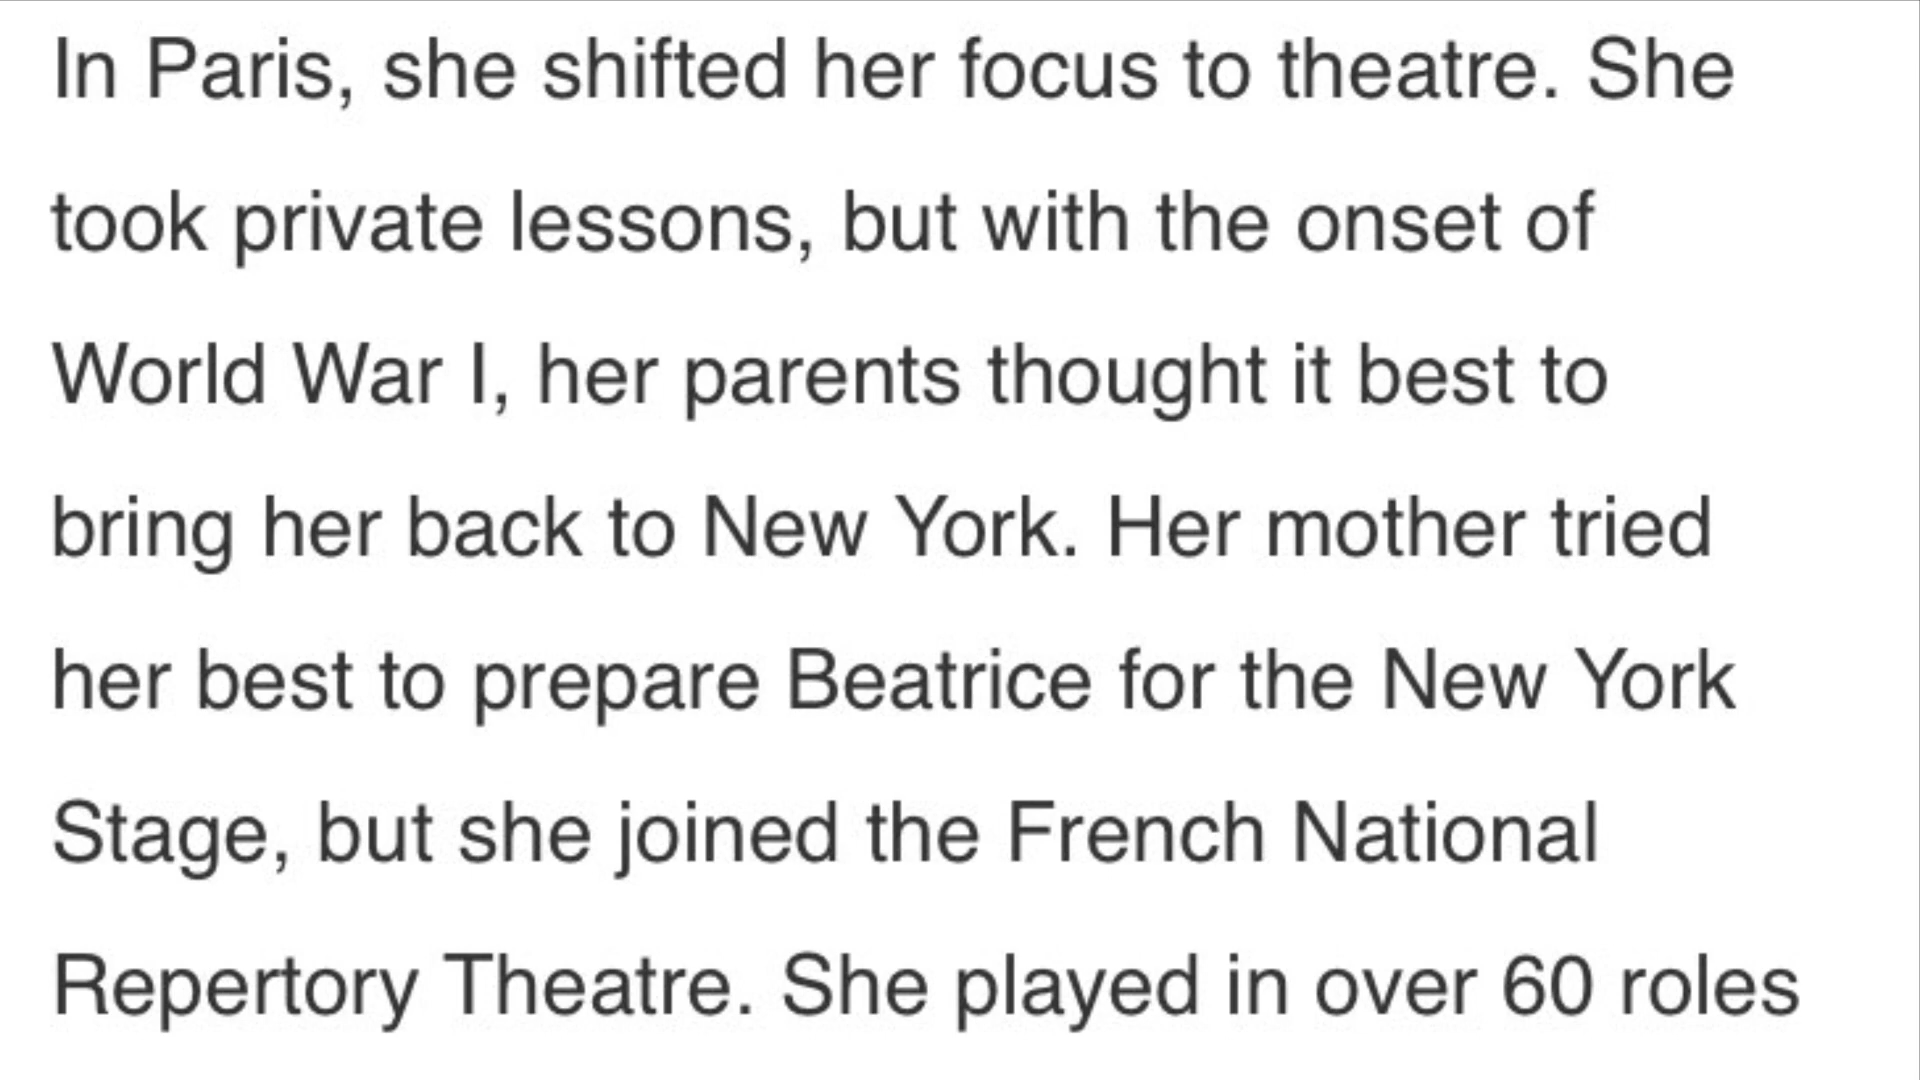 In Paris, she shifted her focus to theatre. She
took private lessons, but with the onset of
World War I, her parents thought it best to
bring her back to New York. Her mother tried
her best to prepare Beatrice for the New York
Stage, but she joined the French National
Repertory Theatre. She played in over 60 roles